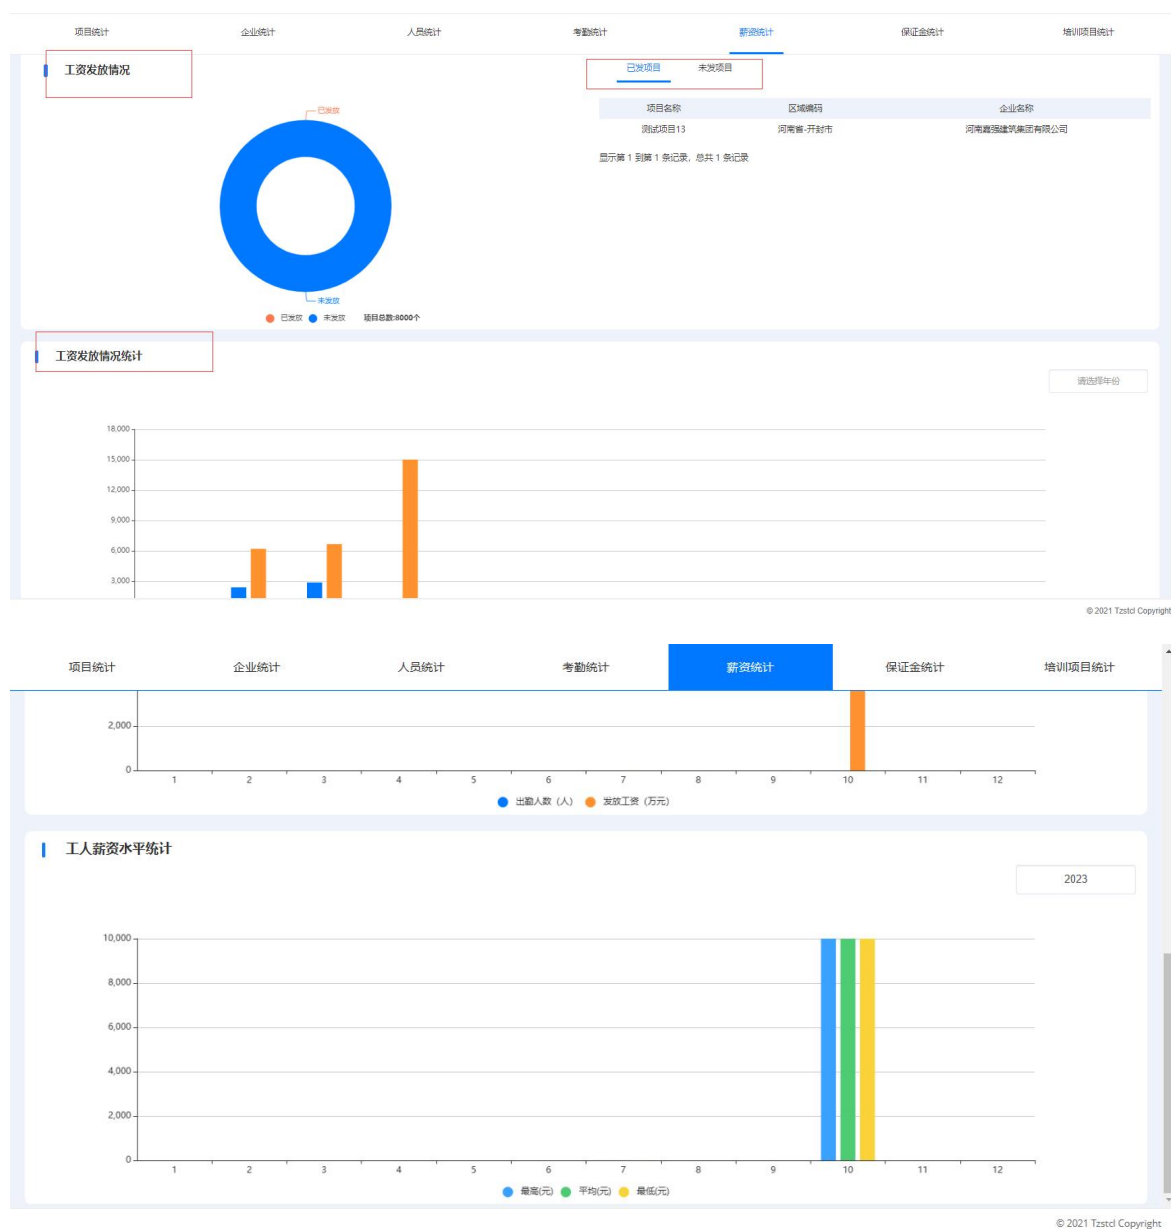 项目统计 企业统计 人员统计 考勤统计 薪资统计 保证金统计 培训项目统计
工资发放情况
已发项目 未发项目
项目名称 区域编码 企业名称
测试项目13 河南省-开封市 河南嘉强建筑集团有限公司
显示第 1 到第 1 条记录，总共 1 条记录
已发放
未发放
已发放 未发放 项目总数:8000个
工资发放情况统计
请选择年份
18,000
15,000
12,000
9,000
6,000
3,000
© 2021 Tzstcl Copyright
项目统计 企业统计 人员统计 考勤统计 薪资统计 保证金统计 培训项目统计
2,000
0
1 2 3 4 5 6 7 8 9 10 11 12
出勤人数（人） 发放工资（万元）
工人薪资水平统计
2023
10,000
8,000
6,000
4,000
2,000
0
1 2 3 4 5 6 7 8 9 10 11 12
最高(元) 平均(元) 最低(元)
© 2021 Tzstcl Copyright